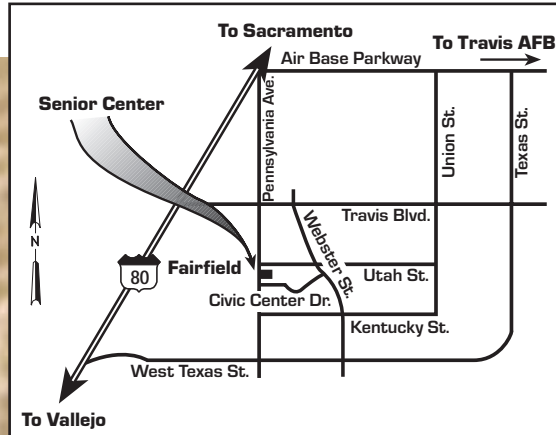 To Sacramento
To Travis AFB
Air Base Parkway
Senior Center
Pennsylvania Ave.
Union St.
Texas St.
Travis Blvd.
Webster St.
N
80
Fairfield
Utah St.
Civic Center Dr.
Kentucky St.
West Texas St.
To Vallejo